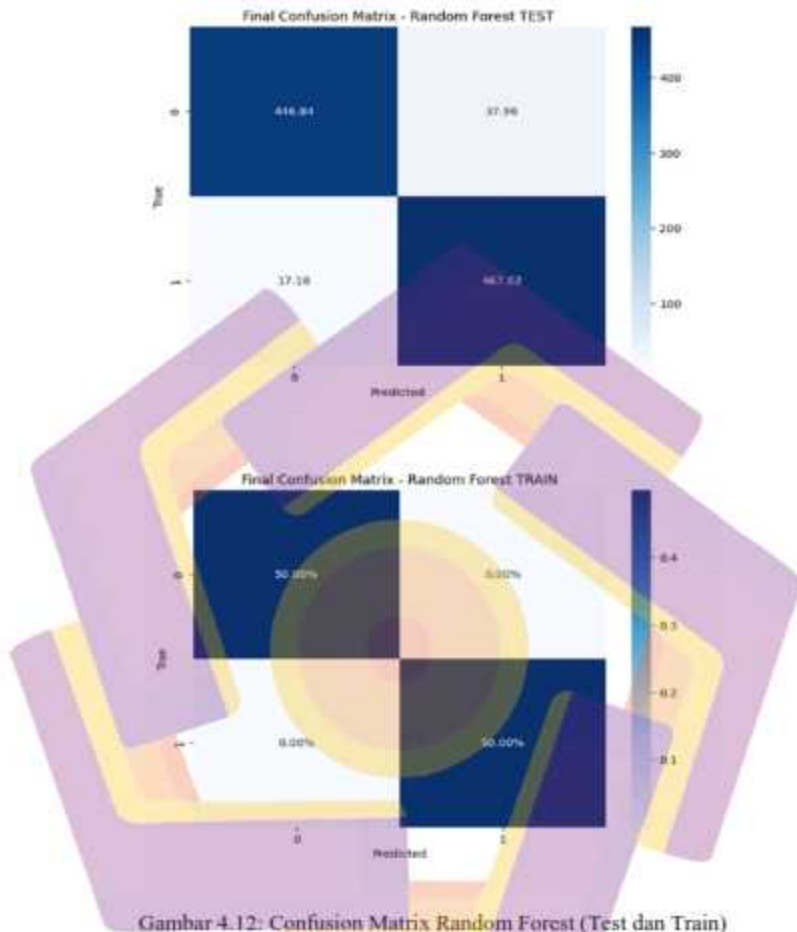 Final Confusion Matrix - Random Forest TEST
446.84 37.98
17.18 467.02
0
1
True
0 1
Predicted
400
300
200
100
Final Confusion Matrix - Random Forest TRAIN
50.00% 0.00%
0.00% 50.00%
0
1
True
0 1
Predicted
0.4
0.3
0.2
0.1
Gambar 4.12: Confusion Matrix Random Forest (Test dan Train)